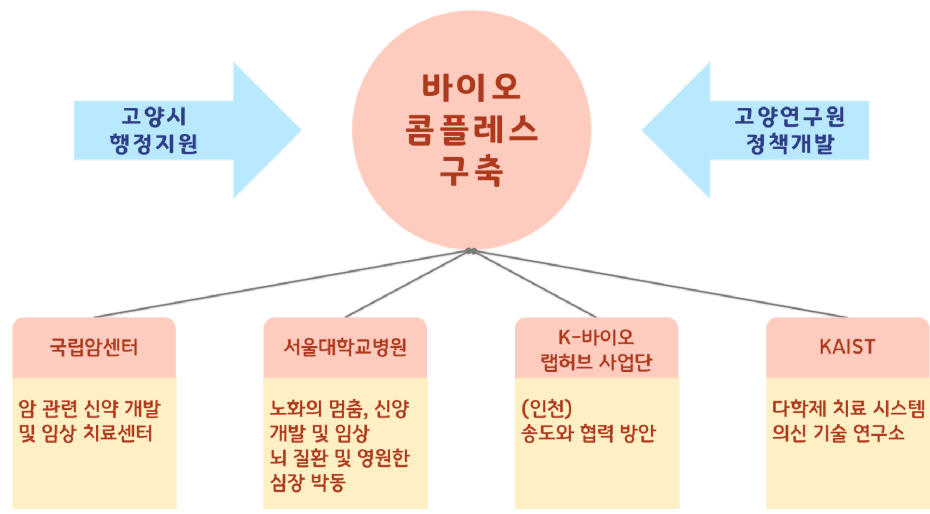 바이오
콤플레스
구축
고양시
행정지원
고양연구원
정책개발
국립암센터
암 관련 신약 개발
및 임상 치료센터
서울대학교병원
노화의 멈춤, 신양
개발 및 임상
뇌 질환 및 영원한
심장 박동
K-바이오
랩허브 사업단
(인천)
송도와 협력 방안
KAIST
다학제 치료 시스템
의신 기술 연구소